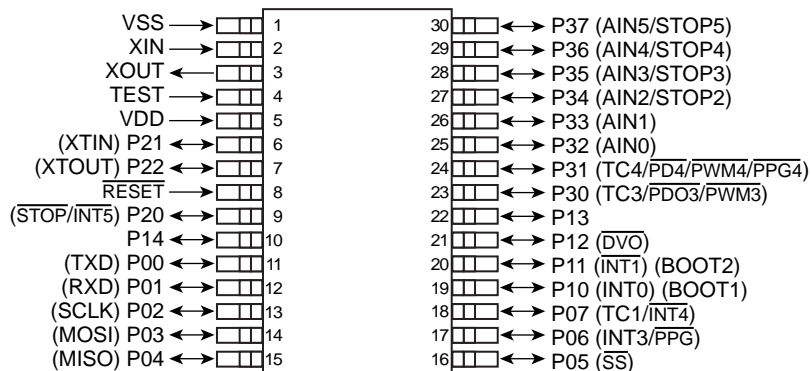 VSS 1 30 P37 (AIN5/STOP5)
XIN 2 29 P36 (AIN4/STOP4)
XOUT 3 28 P35 (AIN3/STOP3)
TEST 4 27 P34 (AIN2/STOP2)
VDD 5 26 P33 (AIN1)
(XTIN) P21 6 25 P32 (AIN0)
(XTOUT) P22 7 24 P31 (TC4/PD4/PWM4/PPG4)
RESET 8 23 P30 (TC3/PDO3/PWM3)
(STOP/INT5) P20 9 22 P13
P14 10 21 P12 (DVO)
(TXD) P00 11 20 P11 (INT1) (BOOT2)
(RXD) P01 12 19 P10 (INT0) (BOOT1)
(SCLK) P02 13 18 P07 (TC1/INT4)
(MOSI) P03 14 17 P06 (INT3/PPG)
(MISO) P04 15 16 P05 (SS)